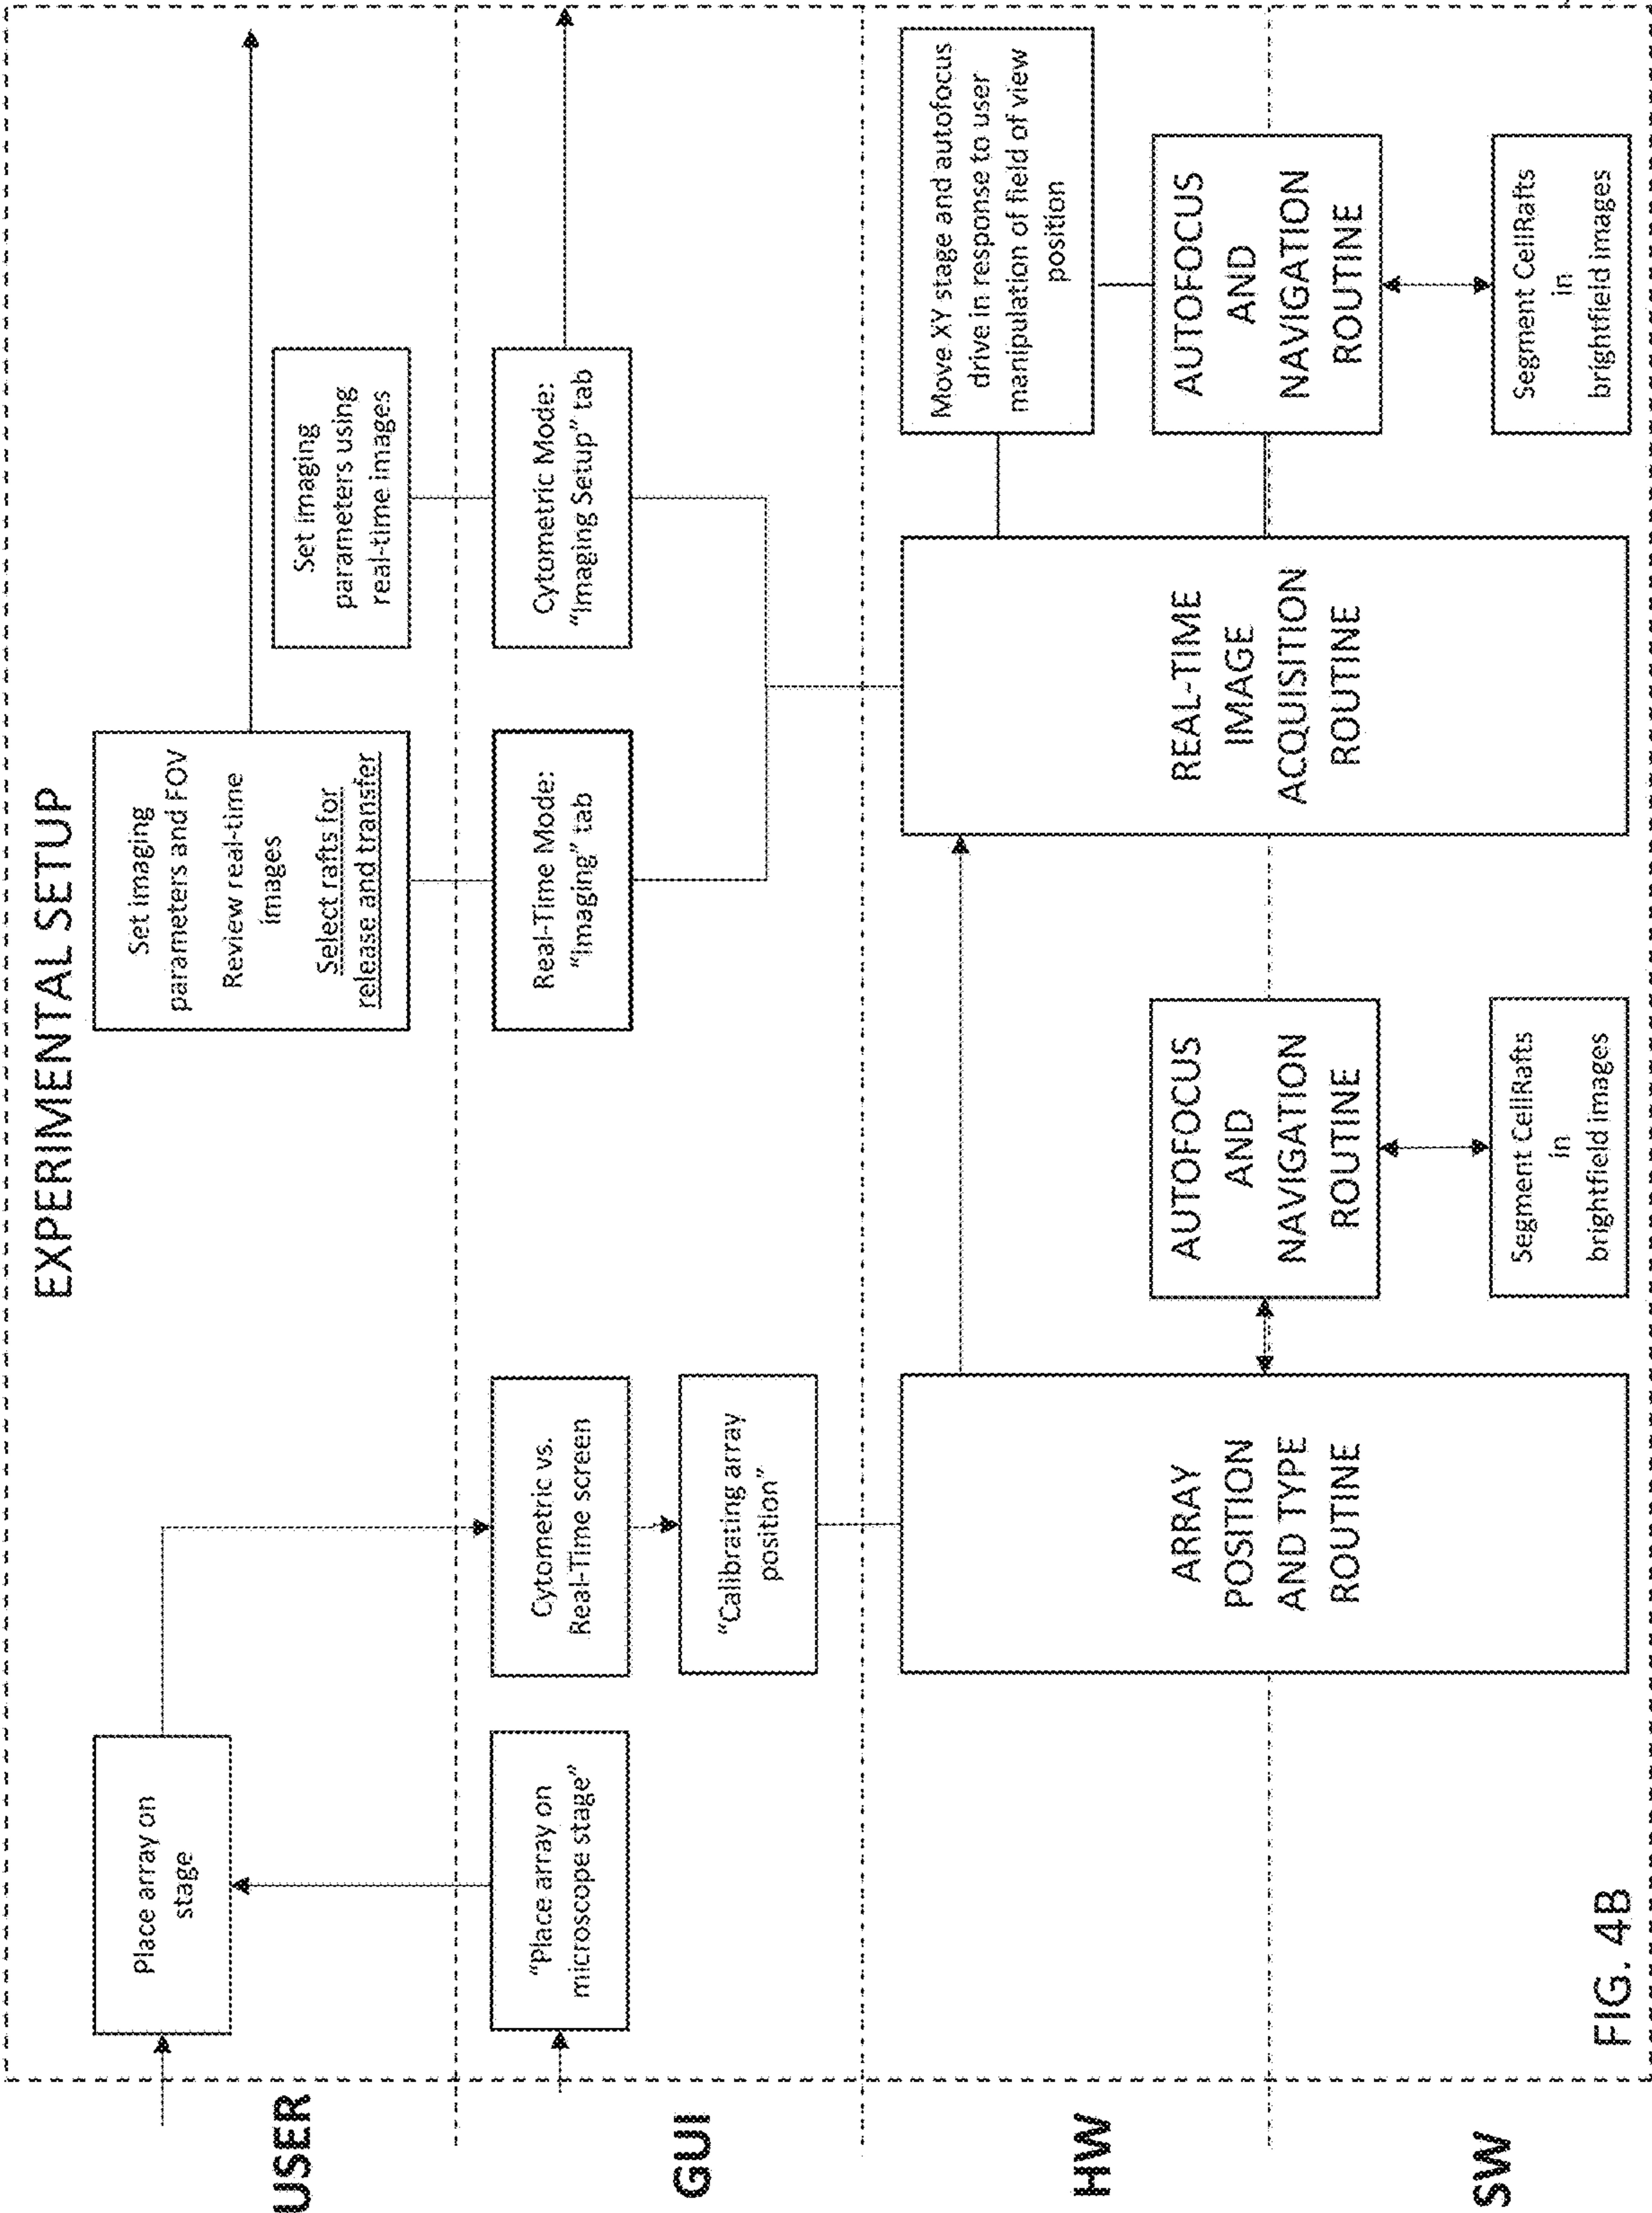 EXPERIMENTAL SETUP
USER
Place array on
stage
Set imaging
parameters and FOV
Review real-time
images
Select rafts for
release and transfer
Set imaging
parameters using
real-time images
GUI
"Place array on
microscope stage"
Cytometric vs.
Real-Time screen
"Calibrating array
position"
Real-Time Mode:
"Imaging" tab
Cytometric Mode:
"Imaging Setup" tab
HW
ARRAY
POSITION
AND TYPE
ROUTINE
AUTOFOCUS
AND
NAVIGATION
ROUTINE
REAL-TIME
IMAGE
ACQUISITION
ROUTINE
Move XY stage and autofocus
drive in response to user
manipulation of field of view
position
AUTOFOCUS
AND
NAVIGATION
ROUTINE
SW
Segment CellRafts
in
brightfield images
Segment CellRafts
in
brightfield images
FIG. 4B